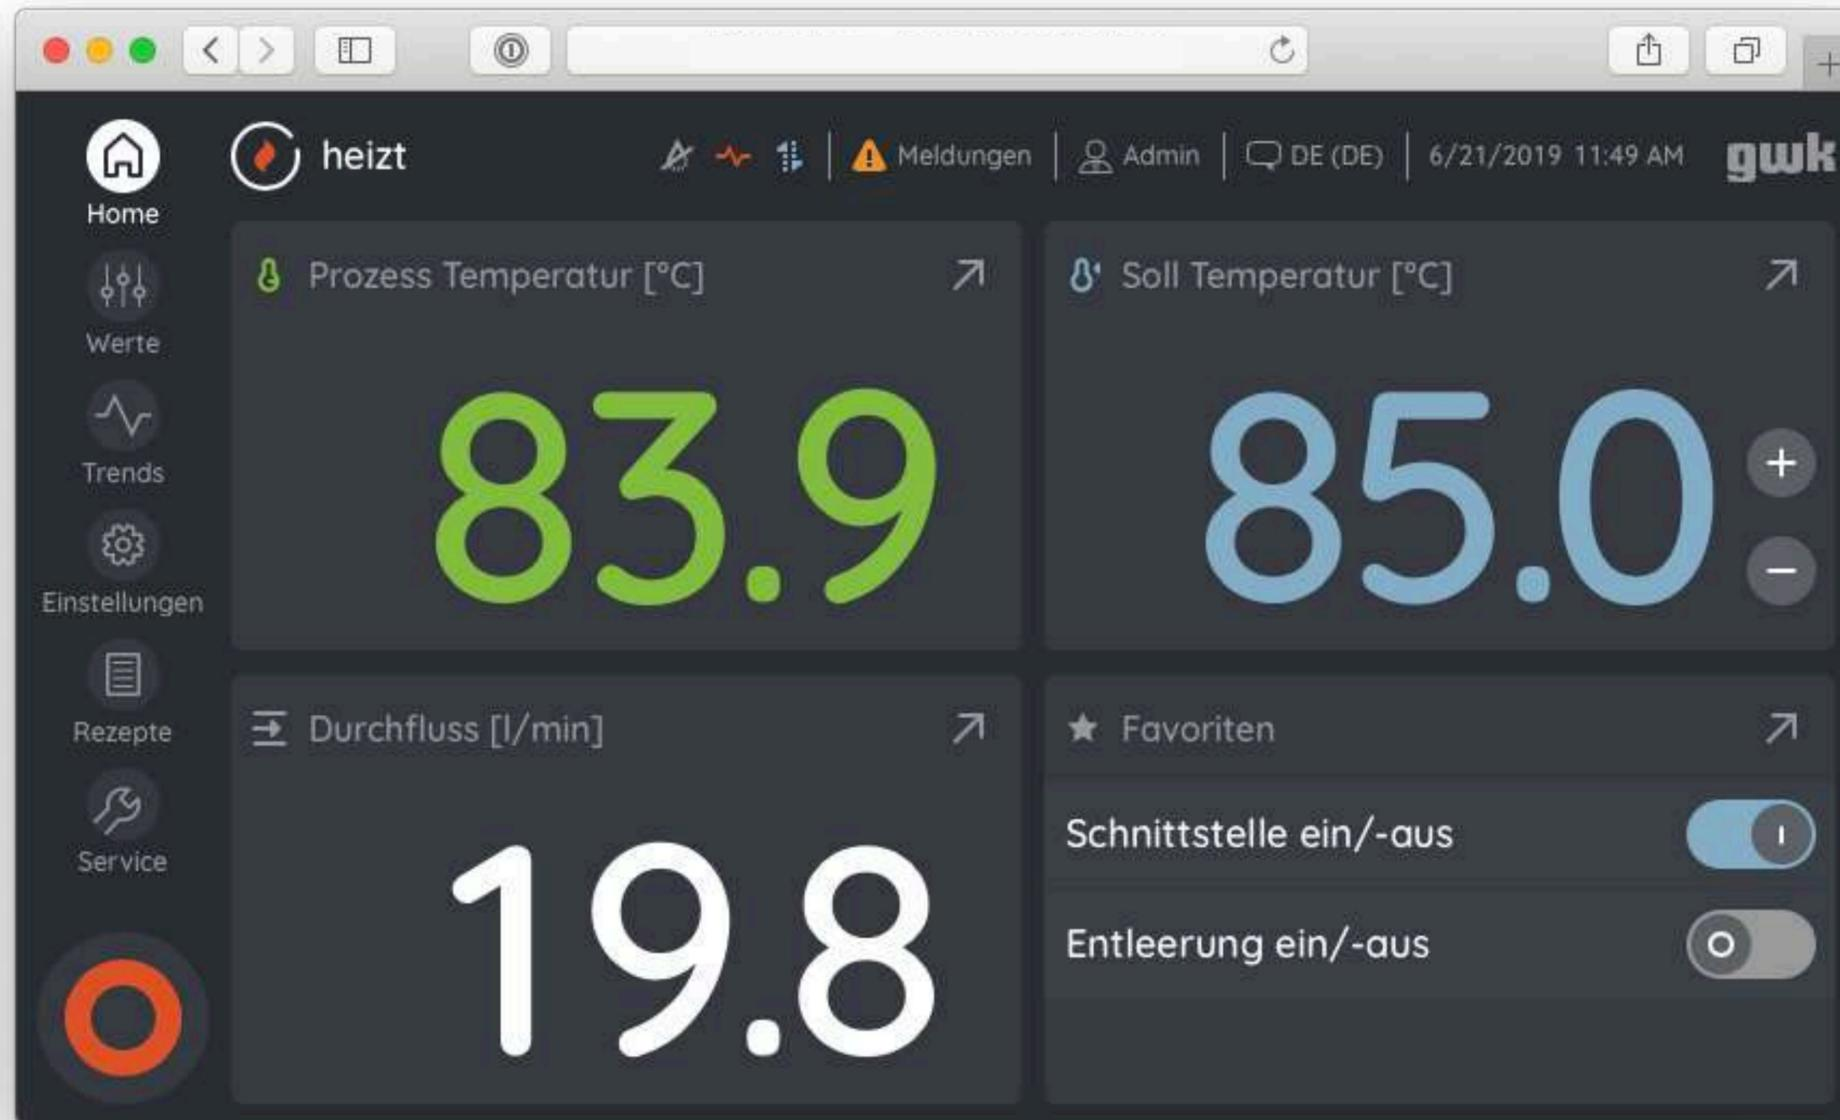 heizt
Meldungen
Admin
DE (DE)
6/21/2019 11:49 AM
gwk
Home
Werte
Trends
Einstellungen
Rezepte
Service
Prozess Temperatur [°C]
83.9
Soll Temperatur [°C]
85.0
+
−
Durchfluss [l/min]
19.8
Favoriten
Schnittstelle ein/-aus
Entleerung ein/-aus